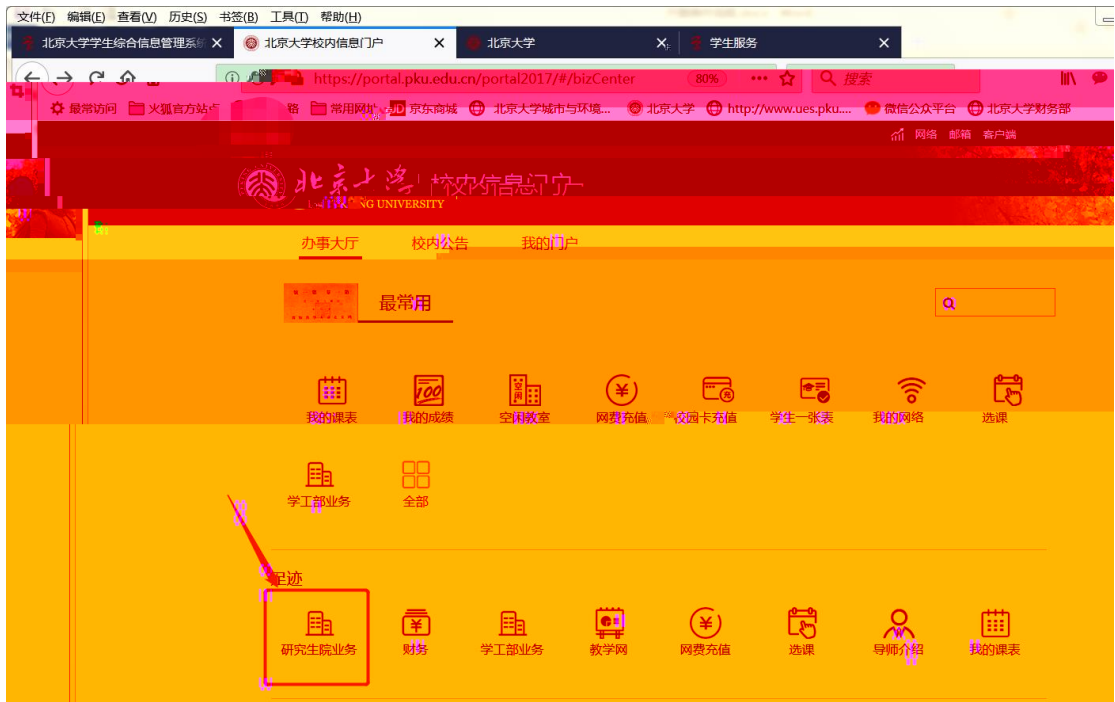 文件(F) 编辑(E) 查看(V) 历史(S) 书签(B) 工具(T) 帮助(H)
北京大学学生综合信息管理系统 北京大学校内信息门户 北京大学 学生服务
https://portal.pku.edu.cn/portal2017/#/bizCenter 80% 搜索
最常访问 火狐官方站点 常用网址 京东商城 北京大学城市与环境... 北京大学 http://www.ues.pku.... 微信公众平台 北京大学财务部
网络 邮箱 客户端
北京大学 校内信息门户
UNIVERSITY
办事大厅 校内公告 我的门户
最常用
我的课表 我的成绩 空闲教室 网费充值 校园卡充值 学生一张表 我的网络 选课
学工部业务 全部
足迹
研究生院业务 财务 学工部业务 教学网 网费充值 选课 导师介绍 我的课表